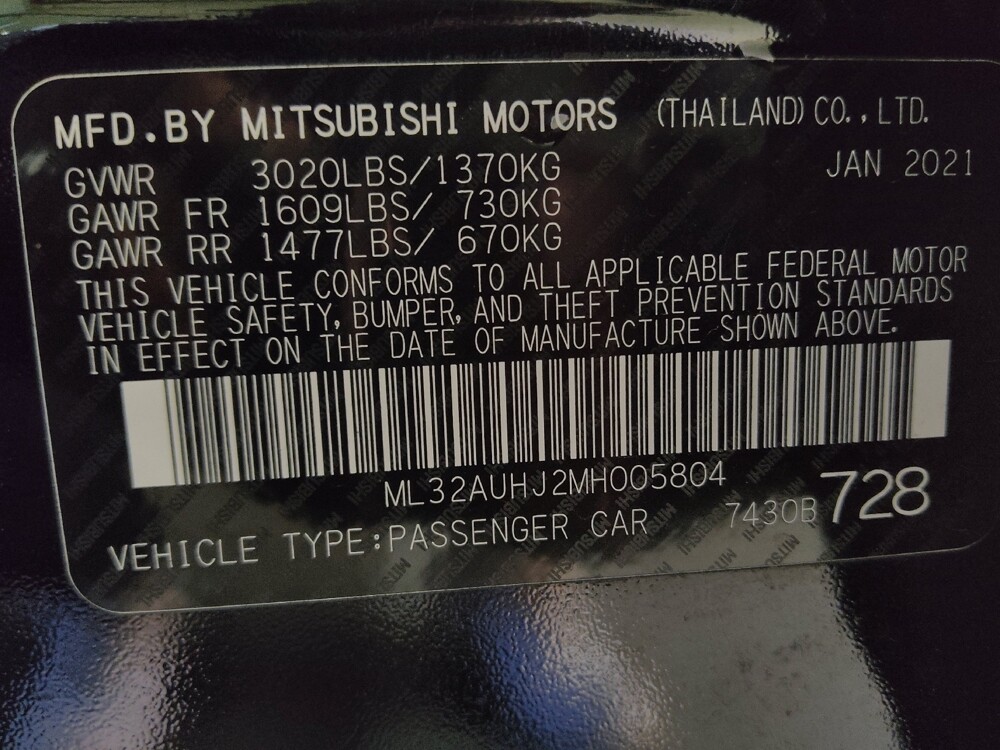 MFD.BY MITSUBISHI MOTORS (THAILAND) CO.,LTD.
GVWR 3020LBS/1370KG JAN 2021
GAWR FR 1609LBS/ 730KG
GAWR RR 1477LBS/ 670KG
THIS VEHICLE CONFORMS TO ALL APPLICABLE FEDERAL MOTOR
VEHICLE SAFETY, BUMPER, AND THEFT PREVENTION STANDARDS
IN EFFECT ON THE DATE OF MANUFACTURE SHOWN ABOVE.
ML32AUHJ2MH005804
VEHICLE TYPE:PASSENGER CAR 7430B 728